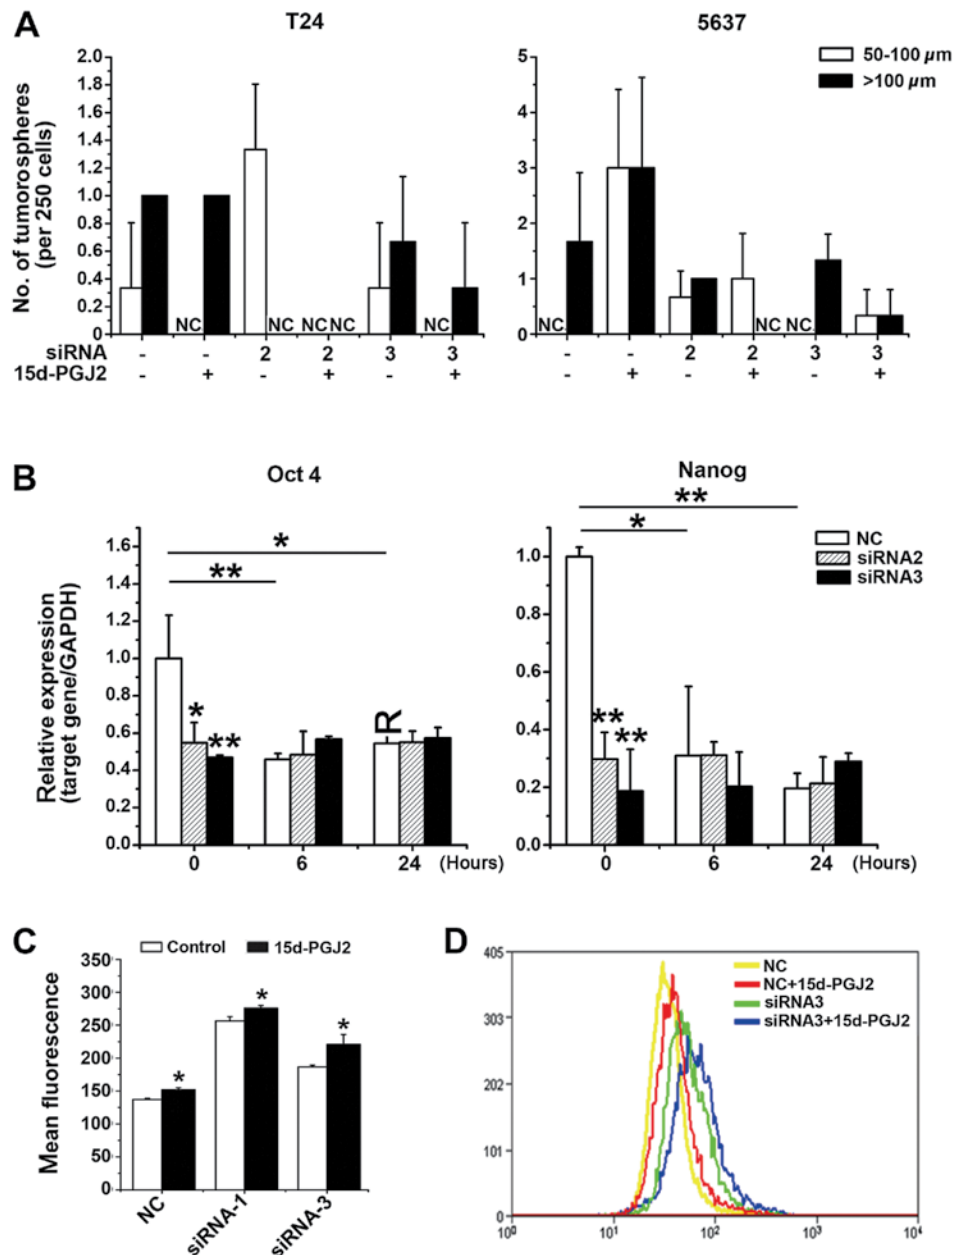 A
T24
5637
50-100 µm
>100 µm
No. of tumorospheres
(per 250 cells)
2.0
1.8
1.6
1.4
1.2
1.0
0.8
0.6
0.4
0.2
0
NC NC NC NC NC
5
4
3
2
1
0
NC NC NC
siRNA - - 2 2 3 3
15d-PGJ2 - + - + - +
- - 2 2 3 3
- + - + - +
B
Oct 4
Nanog
Relative expression
(target gene/GAPDH)
1.6
1.4
1.2
1.0
0.8
0.6
0.4
0.2
0.0
*
**
*
**
R
0 6 24 (Hours)
**
*
NC
siRNA2
siRNA3
1.0
0.8
0.6
0.4
0.2
0.0
**
**
0 6 24 (Hours)
C
Control 15d-PGJ2
Mean fluorescence
350
300
250
200
150
100
50
0
* * *
NC siRNA-1 siRNA-3
D
NC
NC+15d-PGJ2
siRNA3
siRNA3+15d-PGJ2
405
303
202
101
0
10⁰ 10¹ 10² 10³ 10⁴